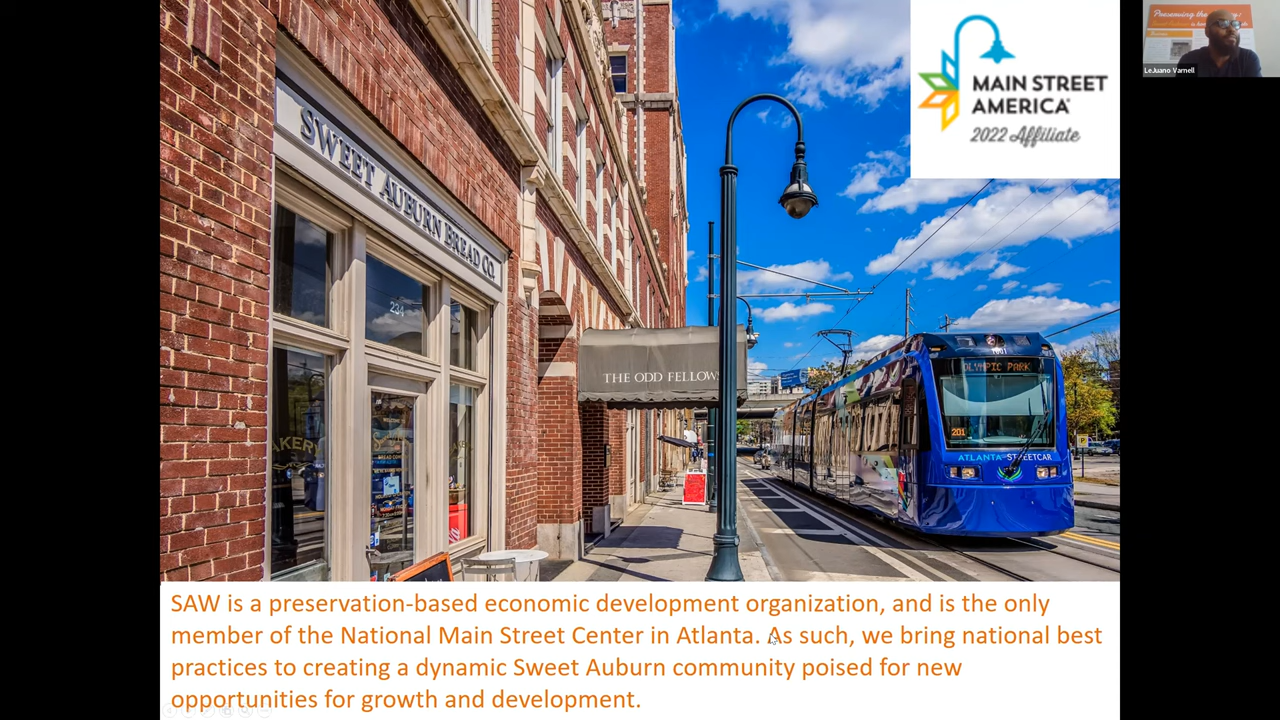 SWEET AUBURN BREAD CO.
234
THE ODD FELLOWS
MAIN STREET
AMERICA
2022 Affiliate
OLYMPIC PARK
201
ATLANTA STREETCAR
P
LeJuano Varnell
SAW is a preservation-based economic development organization, and is the only
member of the National Main Street Center in Atlanta. As such, we bring national best
practices to creating a dynamic Sweet Auburn community poised for new
opportunities for growth and development.